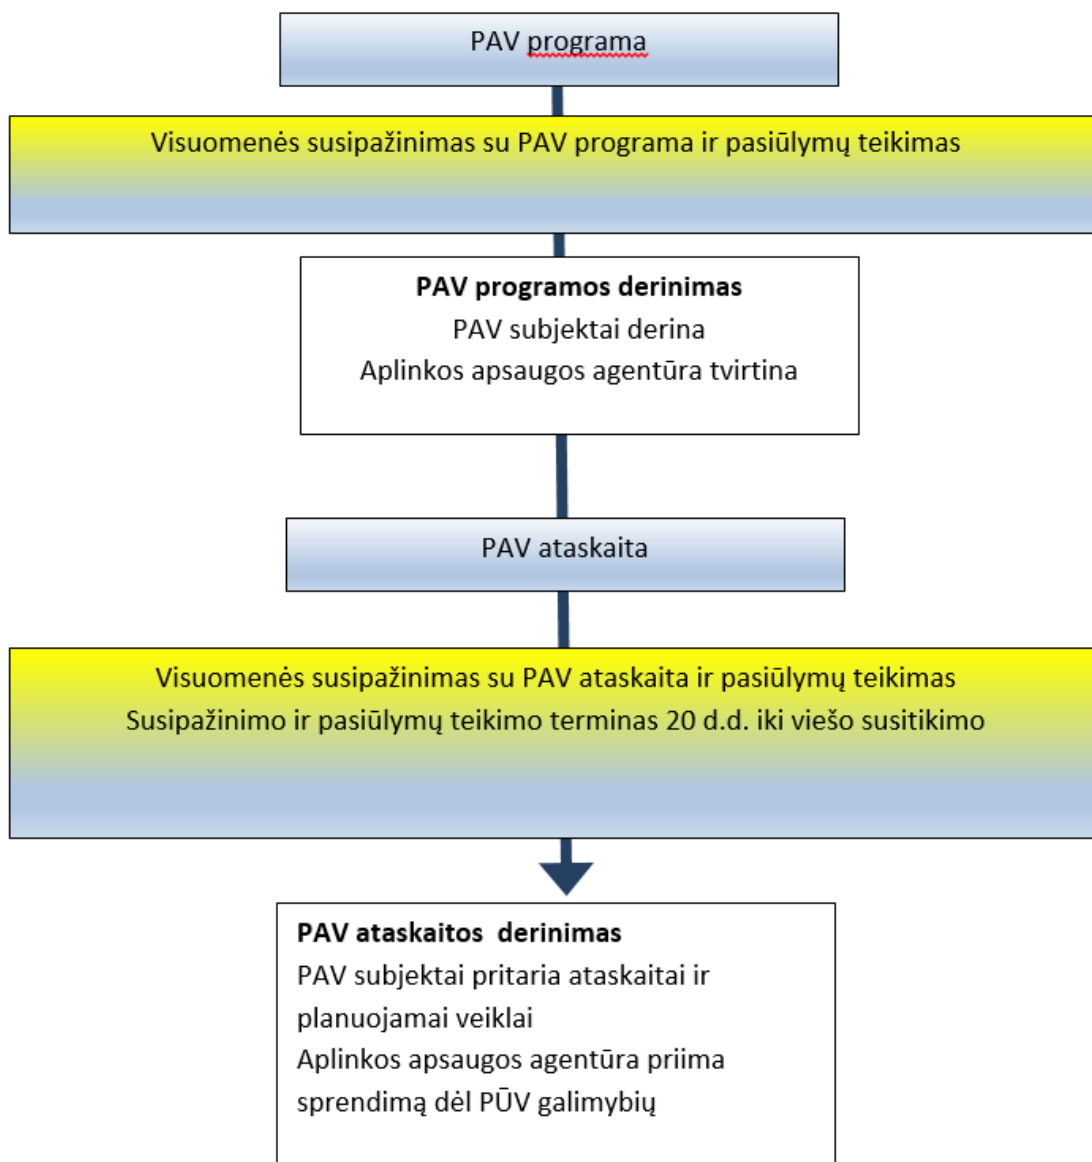 PAV programa
Visuomenės susipažinimas su PAV programa ir pasiūlymų teikimas
PAV programos derinimas
PAV subjektai derina
Aplinkos apsaugos agentūra tvirtina
PAV ataskaita
Visuomenės susipažinimas su PAV ataskaita ir pasiūlymų teikimas
Susipažinimo ir pasiūlymų teikimo terminas 20 d.d. iki viešo susitikimo
PAV ataskaitos  derinimas
PAV subjektai pritaria ataskaitai ir
planuojamai veiklai
Aplinkos apsaugos agentūra priima
sprendimą dėl PŪV galimybių